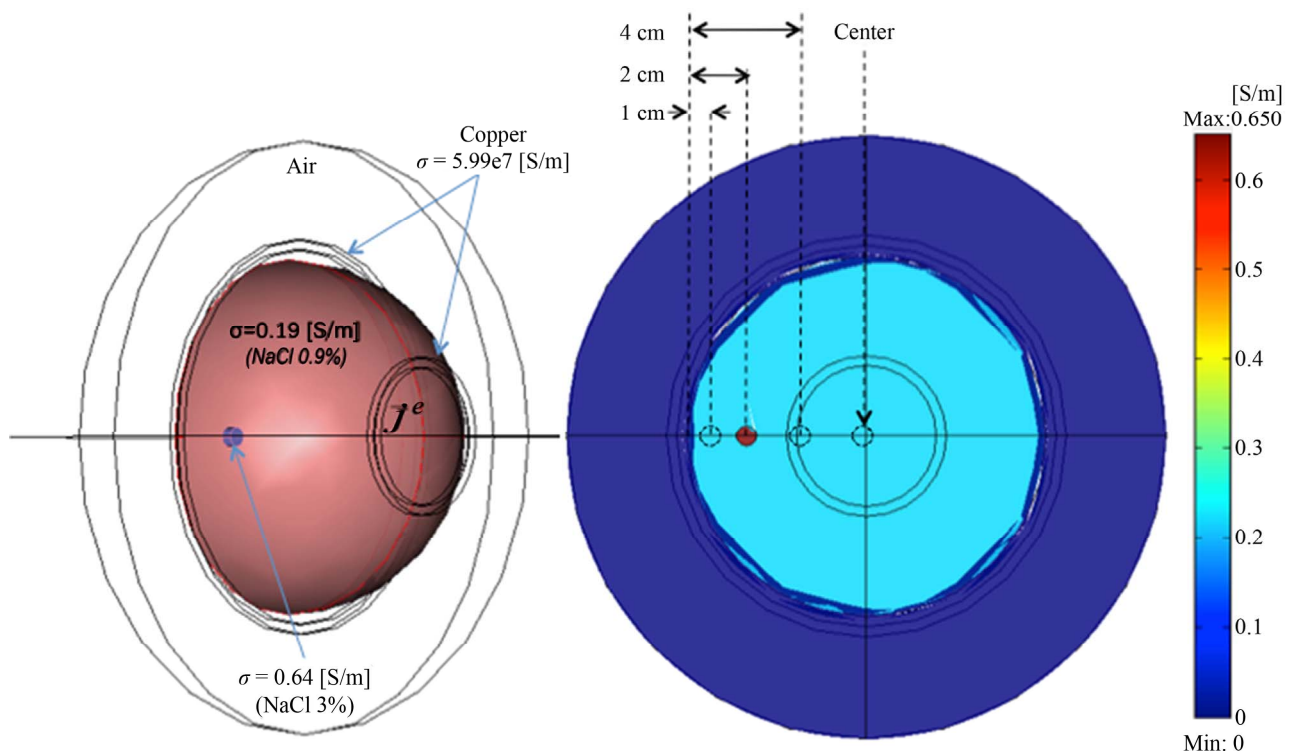 4 cm
2 cm
1 cm
Center
[S/m]
Max:0.650
Copper
σ = 5.99e7 [S/m]
Air
σ=0.19 [S/m]
(NaCl 0.9%)
J^e
σ = 0.64 [S/m]
(NaCl 3%)
0.6
0.5
0.4
0.3
0.2
0.1
0
Min: 0